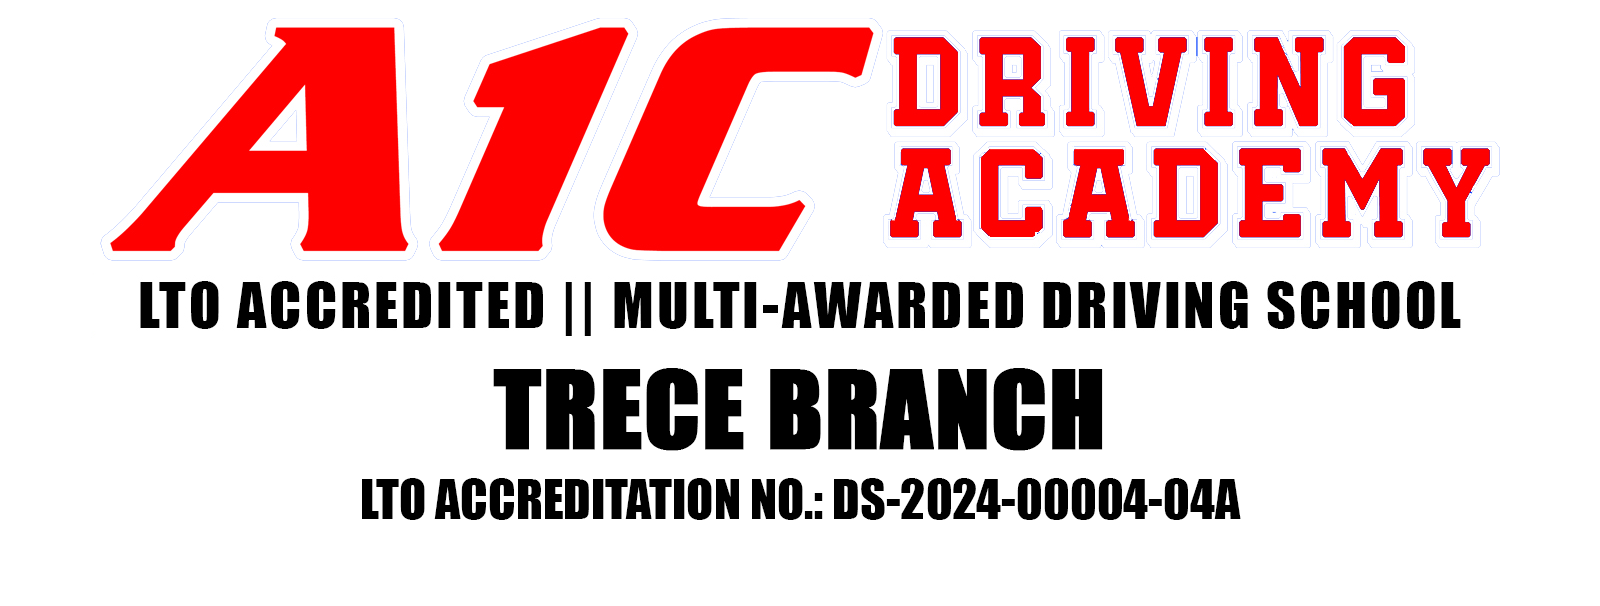 A1C DRIVING ACADEMY
LTO ACCREDITED || MULTI-AWARDED DRIVING SCHOOL
TRECE BRANCH
LTO ACCREDITATION NO.: DS-2024-00004-04A